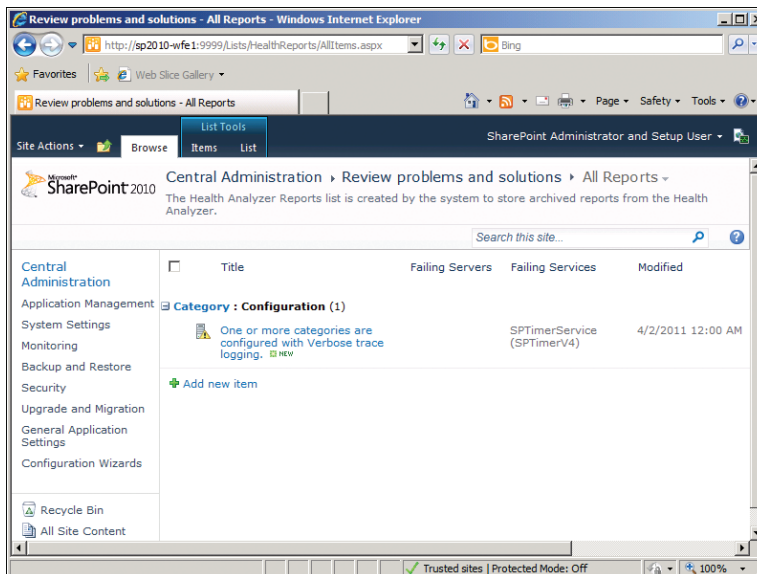 Review problems and solutions - All Reports - Windows Internet Explorer
http://sp2010-wfe1:9999/Lists/HealthReports/AllItems.aspx
Bing
Favorites
Web Slice Gallery
Review problems and solutions - All Reports
Page
Safety
Tools
List Tools
Site Actions
Browse
Items
List
SharePoint Administrator and Setup User
Microsoft
SharePoint 2010
Central Administration
Review problems and solutions
All Reports
The Health Analyzer Reports list is created by the system to store archived reports from the Health
Analyzer.
Search this site...
Central
Administration
Application Management
System Settings
Monitoring
Backup and Restore
Security
Upgrade and Migration
General Application
Settings
Configuration Wizards
Recycle Bin
All Site Content
Title
Failing Servers
Failing Services
Modified
Category : Configuration (1)
One or more categories are
configured with Verbose trace
logging. NEW
SPTimerService
(SPTimerV4)
4/2/2011 12:00 AM
Add new item
Trusted sites | Protected Mode: Off
100%